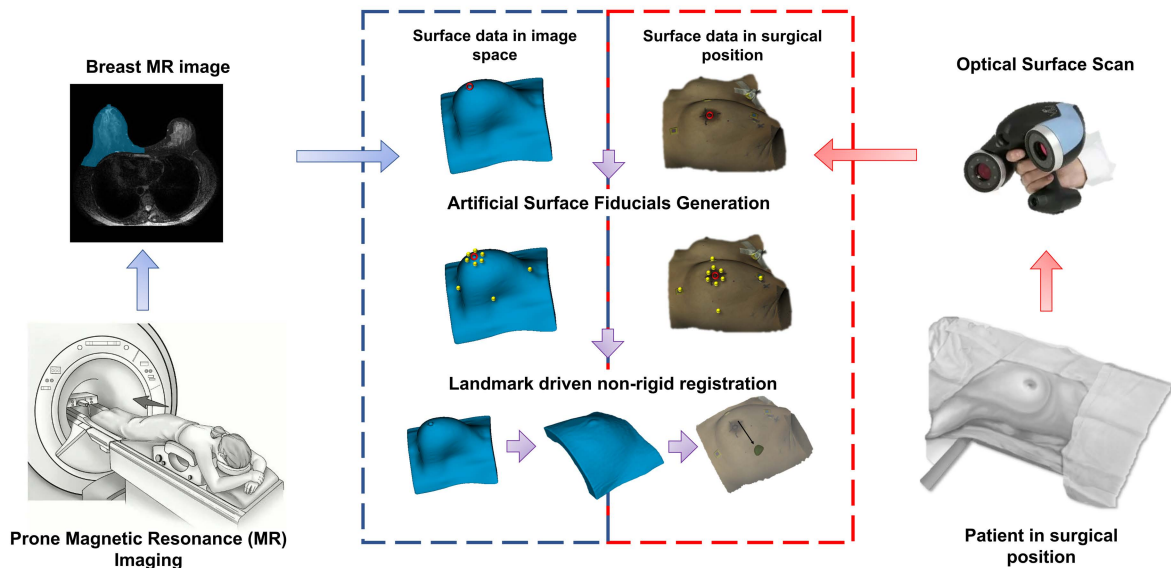 Breast MR image
Prone Magnetic Resonance (MR)
Imaging
Surface data in image
space
Surface data in surgical
position
Artificial Surface Fiducials Generation
Landmark driven non-rigid registration
Optical Surface Scan
Patient in surgical
position